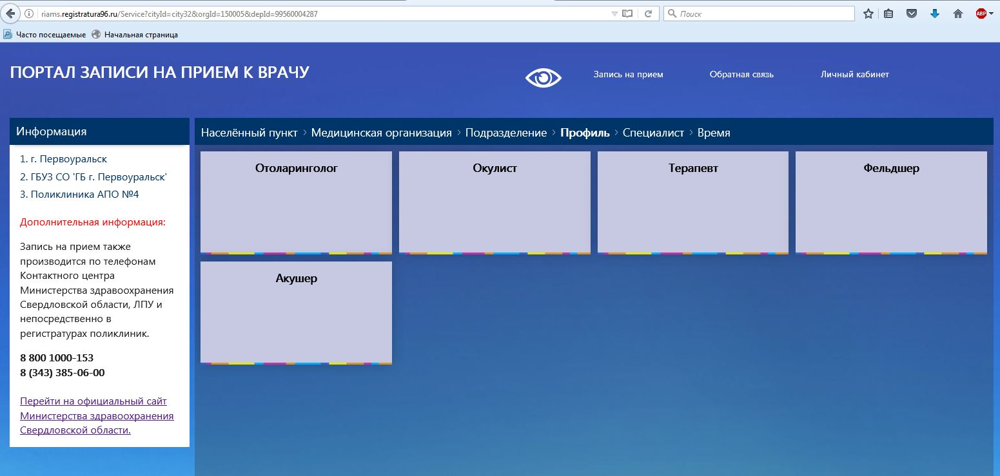 riams.registratura96.ru/Service?cityId=city32&orgId=150005&depId=99560004287
Поиск
ABP
Часто посещаемые
Начальная страница
ПОРТАЛ ЗАПИСИ НА ПРИЕМ К ВРАЧУ
Запись на прием
Обратная связь
Личный кабинет
Информация
1. г. Первоуральск
2. ГБУЗ СО 'ГБ г. Первоуральск'
3. Поликлиника АПО №4
Дополнительная информация:
Запись на прием также
производится по телефонам
Контактного центра
Министерства здравоохранения
Свердловской области, ЛПУ и
непосредственно в
регистратурах поликлиник.
8 800 1000-153
8 (343) 385-06-00
Перейти на официальный сайт
Министерства здравоохранения
Свердловской области.
Населённый пункт › Медицинская организация › Подразделение › Профиль › Специалист › Время
Отоларинголог
Окулист
Терапевт
Фельдшер
Акушер